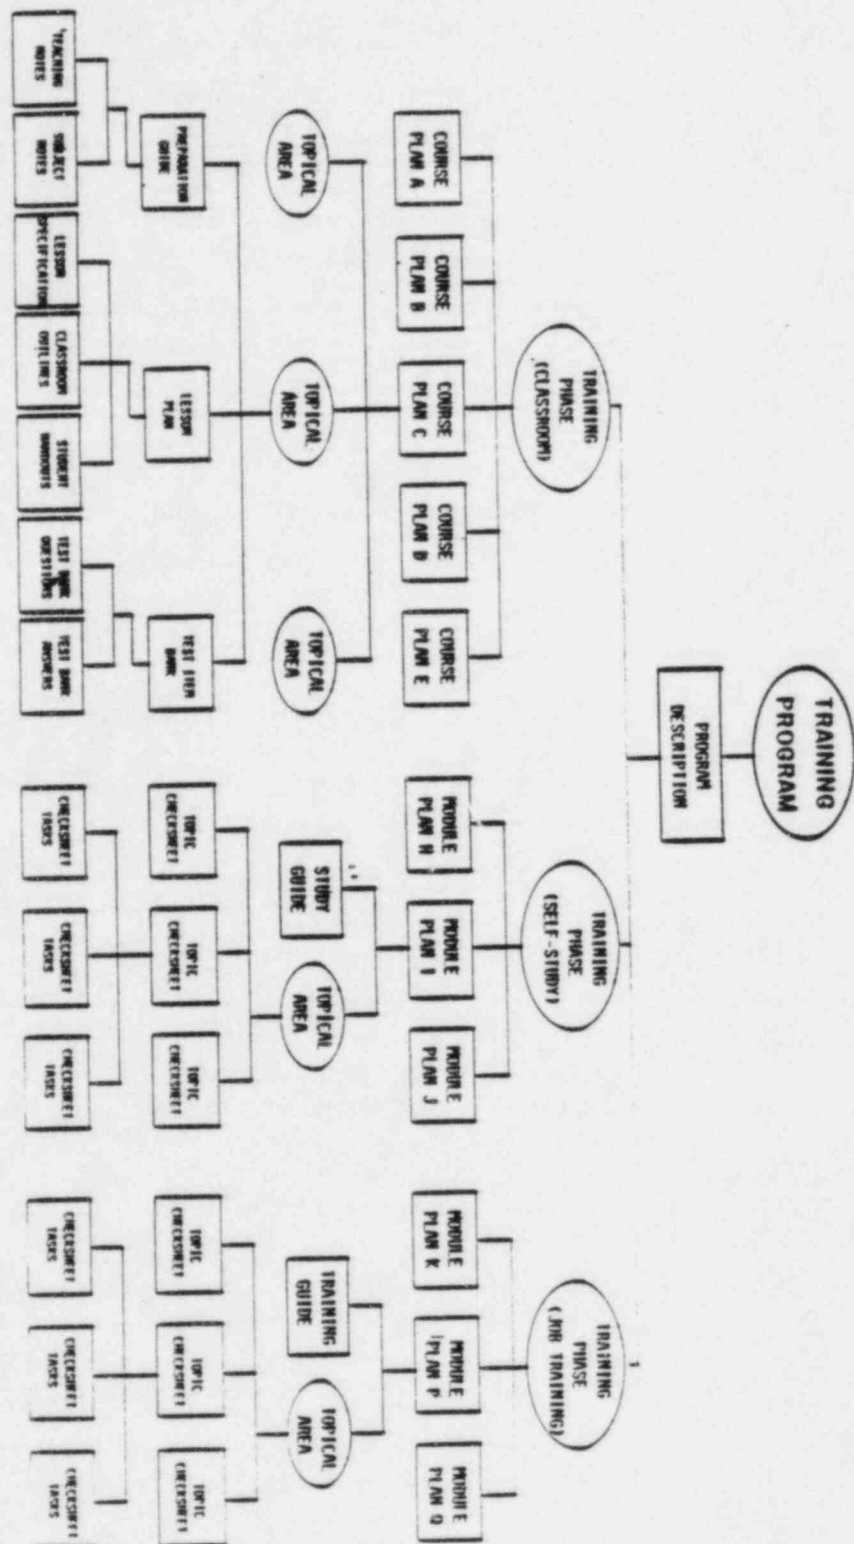 TRAINING
PROGRAM
PROGRAM
DESCRIPTION
TRAINING
PHASE
(CLASSROOM)
TRAINING
PHASE
(SELF-STUDY)
TRAINING
PHASE
(JOB TRAINING)
COURSE
PLAN A
COURSE
PLAN B
COURSE
PLAN C
COURSE
PLAN D
COURSE
PLAN E
MODULE
PLAN H
MODULE
PLAN I
MODULE
PLAN J
MODULE
PLAN K
MODULE
PLAN P
MODULE
PLAN Q
TOPICAL
AREA
TOPICAL
AREA
TOPICAL
AREA
STUDY
GUIDE
TOPICAL
AREA
TRAINING
GUIDE
TOPICAL
AREA
PREPARATION
GUIDE
LESSON
PLAN
TEST ITEM
BANK
TOPIC
CHECKSHEET
TOPIC
CHECKSHEET
TOPIC
CHECKSHEET
TOPIC
CHECKSHEET
TOPIC
CHECKSHEET
TOPIC
CHECKSHEET
TEACHING
NOTES
SUBJECT
NOTES
LESSON
SPECIFICATION
CLASSROOM
OUTLINES
STUDENT
HANDOUTS
TEST BANK
QUESTIONS
TEST BANK
ANSWERS
CHECKSHEET
TASKS
CHECKSHEET
TASKS
CHECKSHEET
TASKS
CHECKSHEET
TASKS
CHECKSHEET
TASKS
CHECKSHEET
TASKS